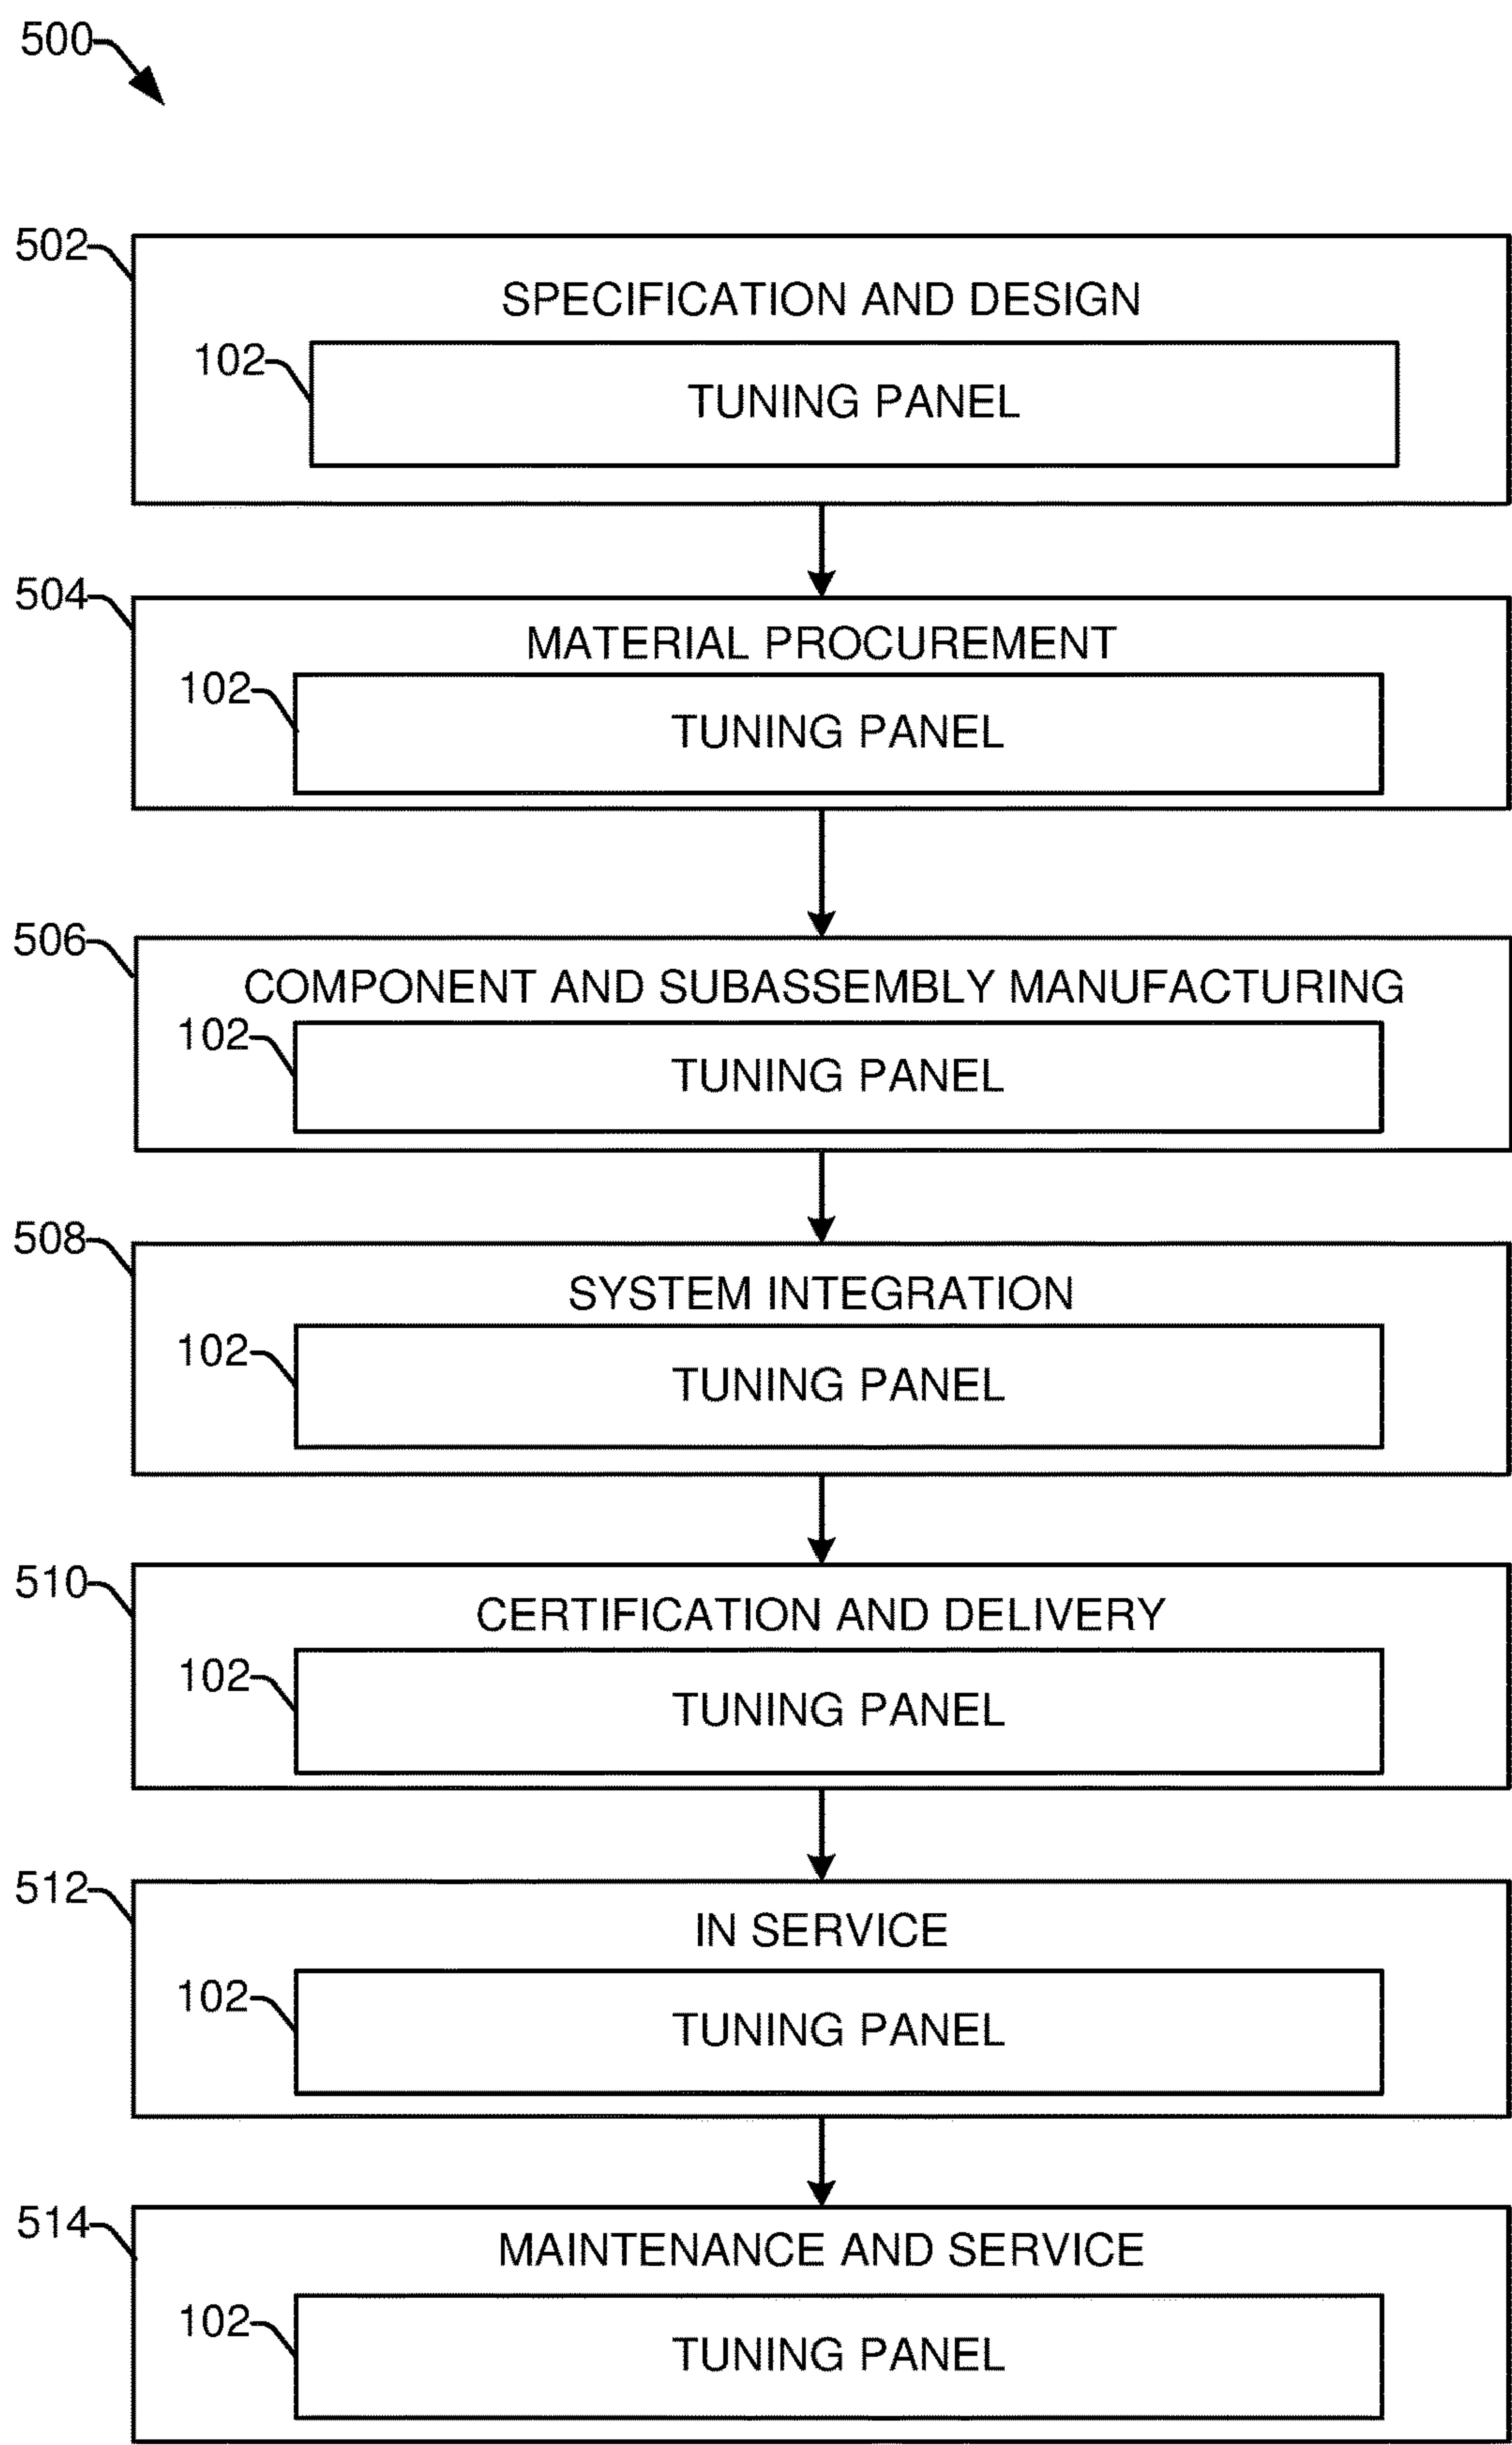 500
502
SPECIFICATION AND DESIGN
102
TUNING PANEL
504
MATERIAL PROCUREMENT
102
TUNING PANEL
506
COMPONENT AND SUBASSEMBLY MANUFACTURING
102
TUNING PANEL
508
SYSTEM INTEGRATION
102
TUNING PANEL
510
CERTIFICATION AND DELIVERY
102
TUNING PANEL
512
IN SERVICE
102
TUNING PANEL
514
MAINTENANCE AND SERVICE
102
TUNING PANEL